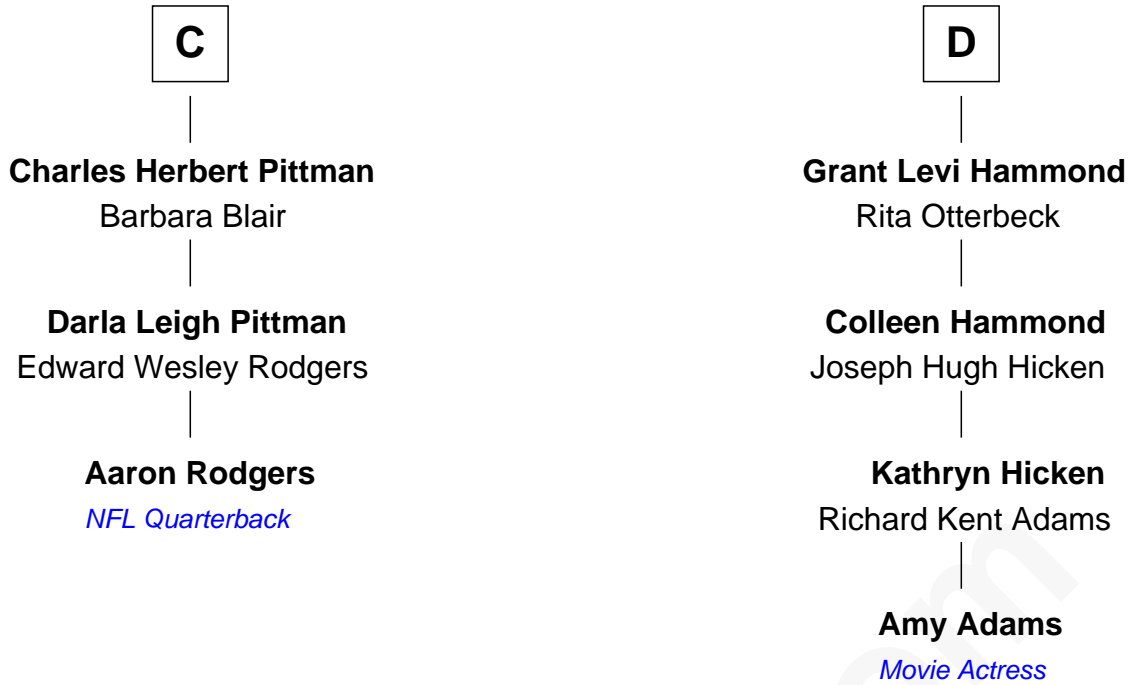 C
Charles Herbert Pittman
Barbara Blair
Darla Leigh Pittman
Edward Wesley Rodgers
Aaron Rodgers
NFL Quarterback
D
Grant Levi Hammond
Rita Otterbeck
Colleen Hammond
Joseph Hugh Hicken
Kathryn Hicken
Richard Kent Adams
Amy Adams
Movie Actress